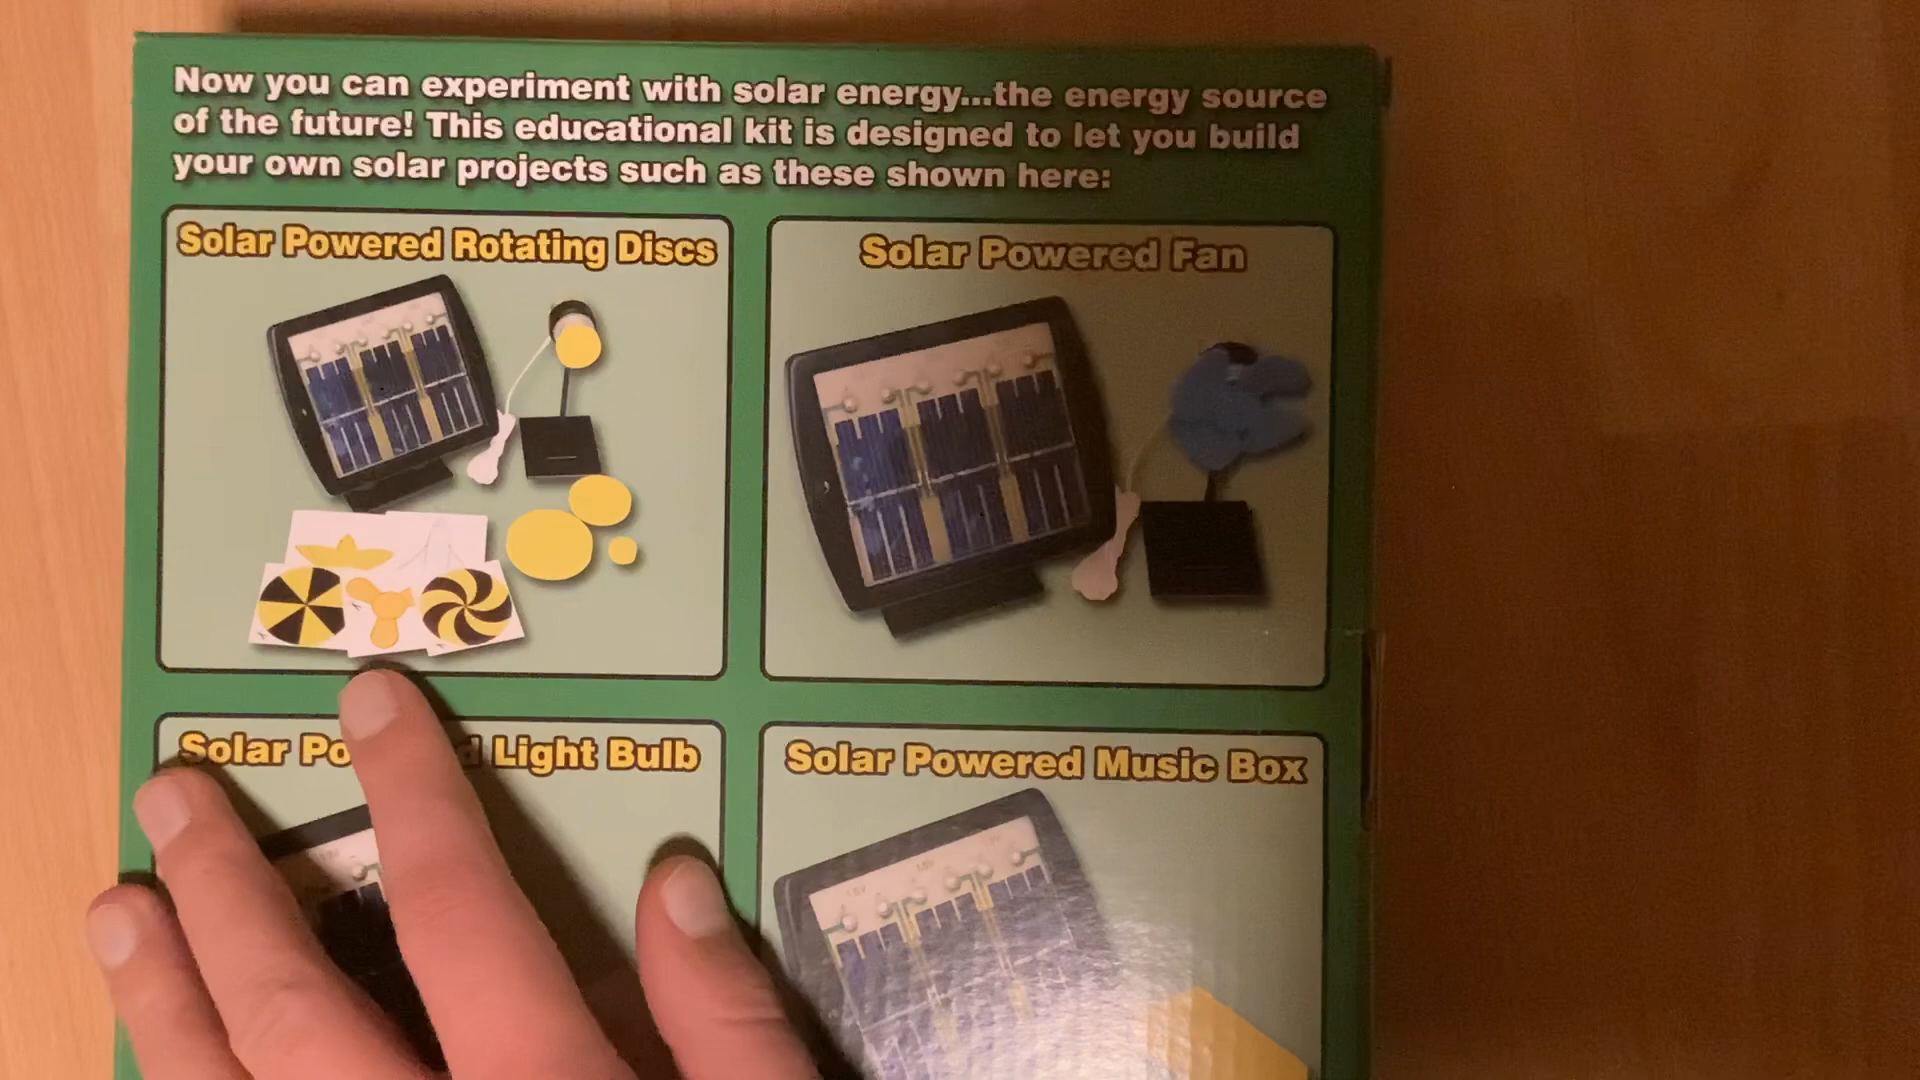 Now you can experiment with solar energy...the energy source
of the future! This educational kit is designed to let you build
your own solar projects such as these shown here:
Solar Powered Rotating Discs
Solar Powered Fan
Solar Po d Light Bulb
Solar Powered Music Box